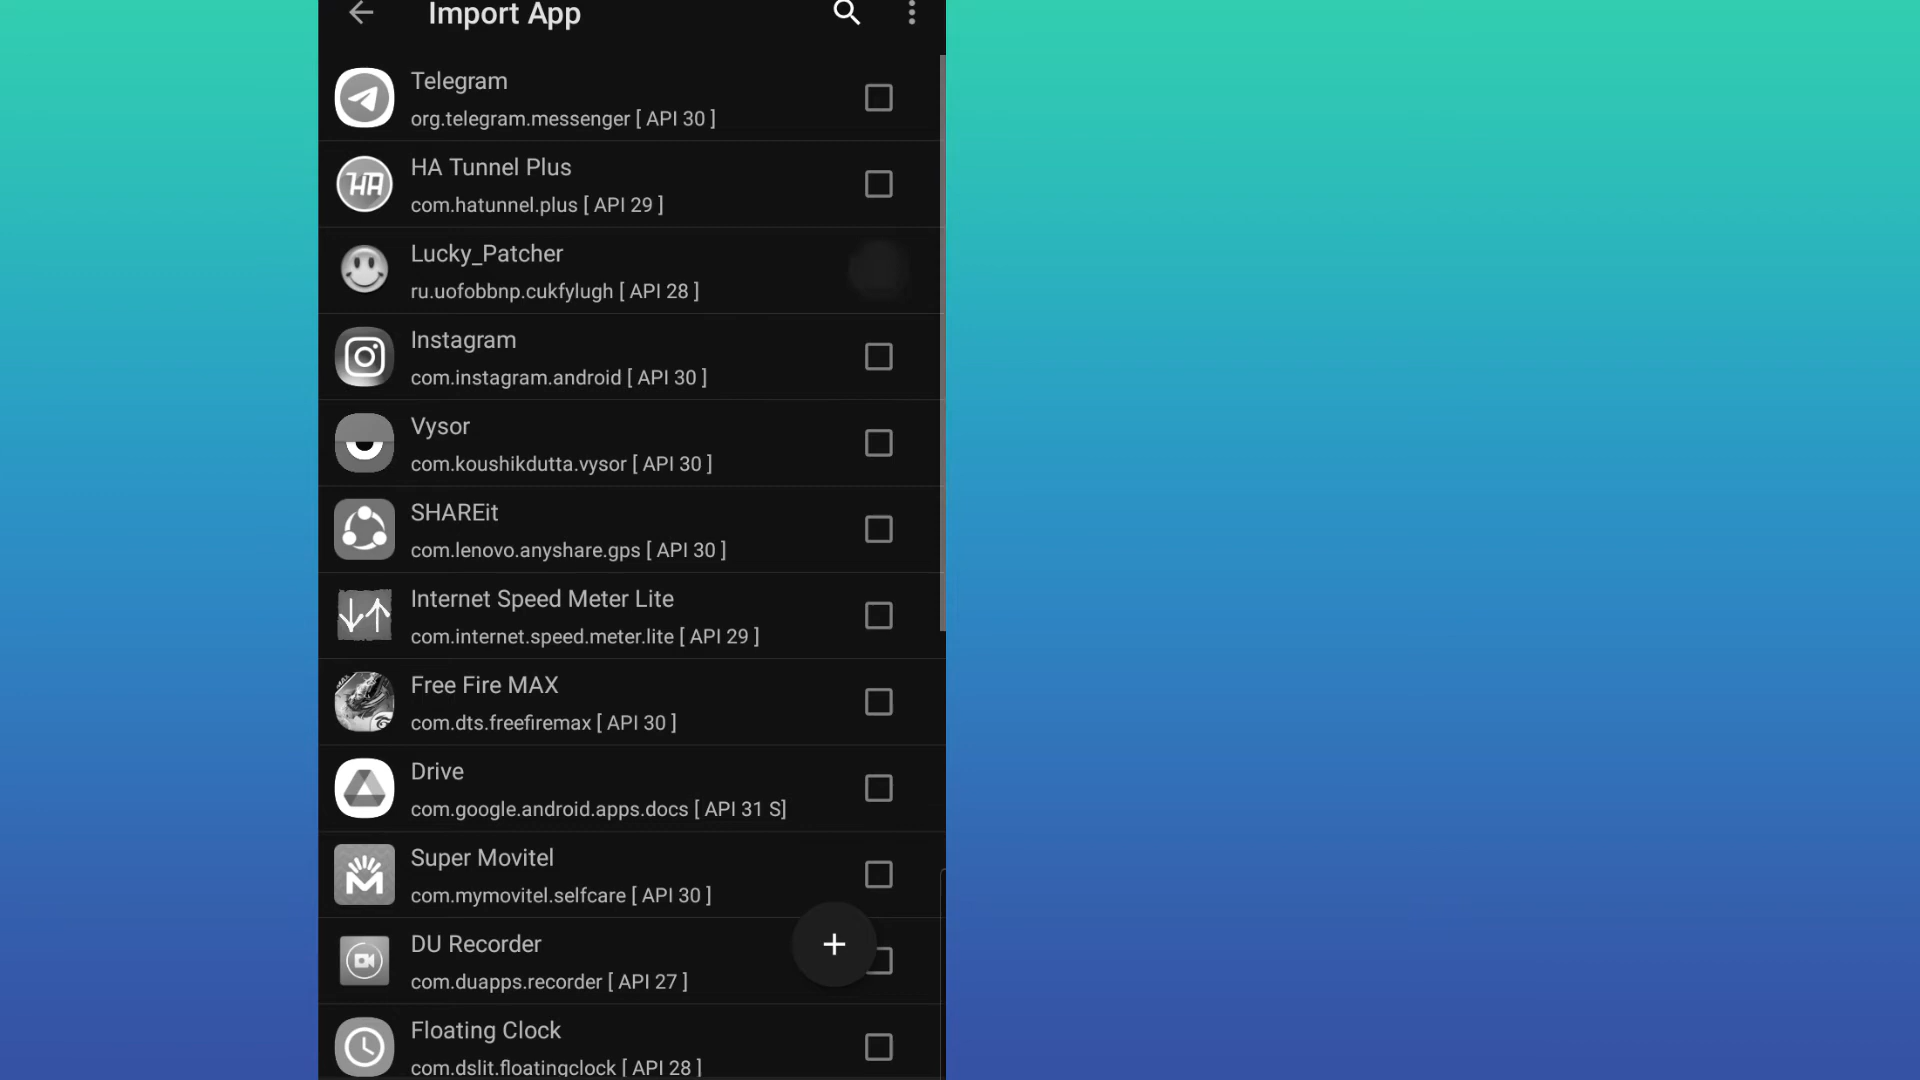 Import App
Telegram
org.telegram.messenger [ API 30 ]
HA Tunnel Plus
HA
com.hatunnel.plus [ API 29 ]
Lucky_Patcher
ru.uofobbnp.cukfylugh [ API 28 ]
Instagram
com.instagram.android [ API 30 ]
Vysor
com.koushikdutta.vysor [ API 30 ]
SHAREit
com.lenovo.anyshare.gps [ API 30 ]
Internet Speed Meter Lite
com.internet.speed.meter.lite [ API 29 ]
Free Fire MAX
com.dts.freefiremax [ API 30 ]
Drive
com.google.android.apps.docs [ API 31 S]
Super Movitel
com.mymovitel.selfcare [ API 30 ]
DU Recorder
com.duapps.recorder [ API 27 ]
Floating Clock
com.dslit.floatingclock [ API 28 ]